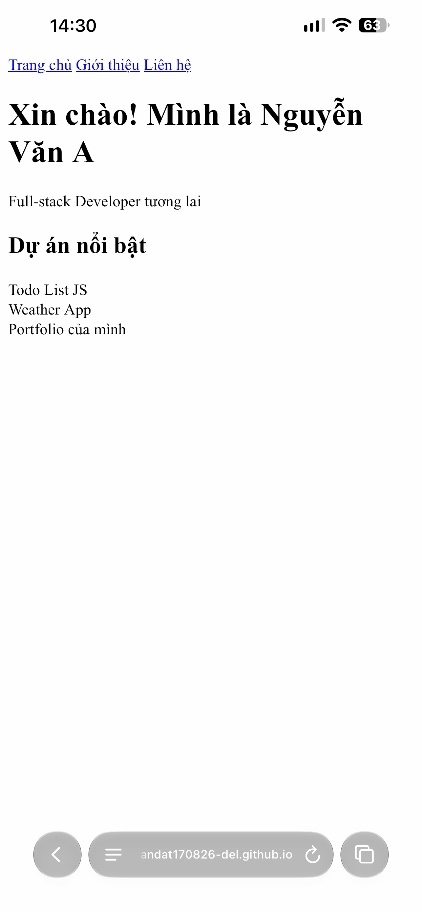 14:30
63
Trang chủ Giới thiệu Liên hệ
Xin chào! Mình là Nguyễn
Văn A
Full-stack Developer tương lai
Dự án nổi bật
Todo List JS
Weather App
Portfolio của mình
andat170826-del.github.io